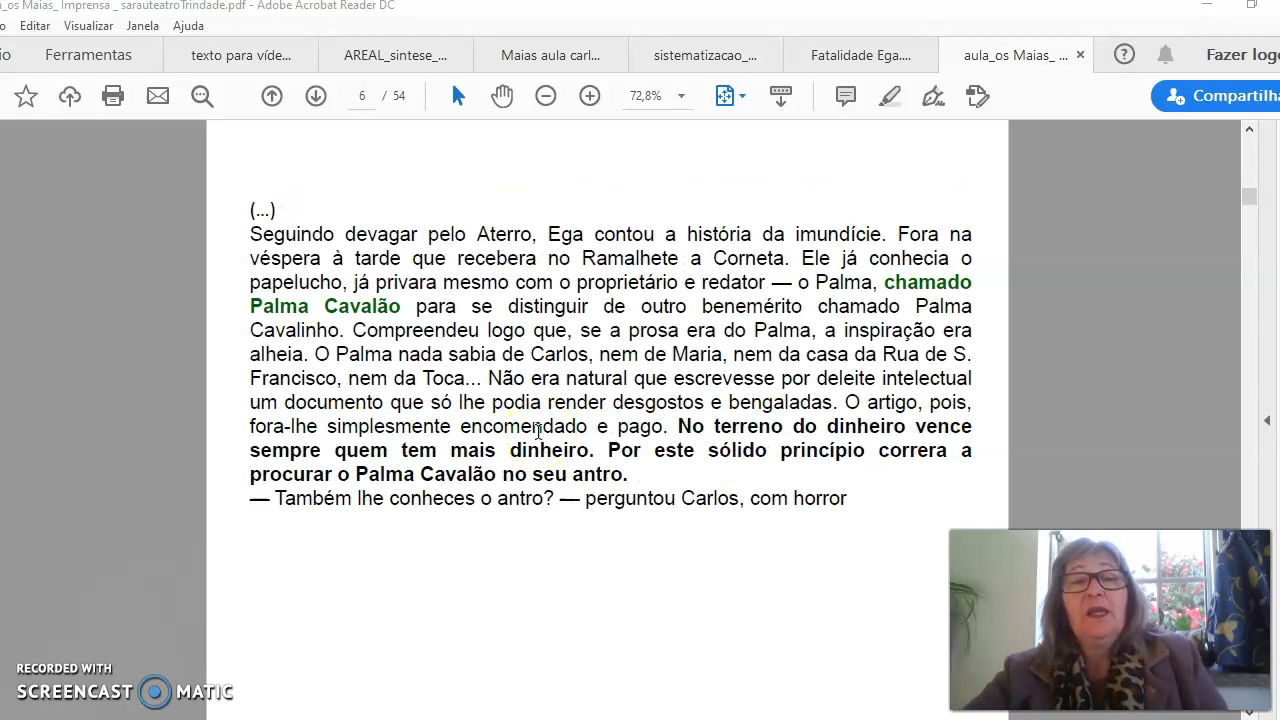 a_os Maias_ Imprensa _ sarauteatroTrindade.pdf - Adobe Acrobat Reader DC
o Editar Visualizar Janela Ajuda
io Ferramentas texto para víde... AREAL_sintese_... Maias aula carl... sistematizacao_... Fatalidade Ega.... aula_os Maias_ ... × Fazer logo
6 / 54 72,8% Compartilha
(...)
Seguindo devagar pelo Aterro, Ega contou a história da imundície. Fora na
véspera à tarde que recebera no Ramalhete a Corneta. Ele já conhecia o
papelucho, já privara mesmo com o proprietário e redator — o Palma, chamado
Palma Cavalão para se distinguir de outro benemérito chamado Palma
Cavalinho. Compreendeu logo que, se a prosa era do Palma, a inspiração era
alheia. O Palma nada sabia de Carlos, nem de Maria, nem da casa da Rua de S.
Francisco, nem da Toca... Não era natural que escrevesse por deleite intelectual
um documento que só lhe podia render desgostos e bengaladas. O artigo, pois,
fora-lhe simplesmente encomendado e pago. No terreno do dinheiro vence
sempre quem tem mais dinheiro. Por este sólido princípio correra a
procurar o Palma Cavalão no seu antro.
— Também lhe conheces o antro? — perguntou Carlos, com horror
RECORDED WITH
SCREENCAST MATIC